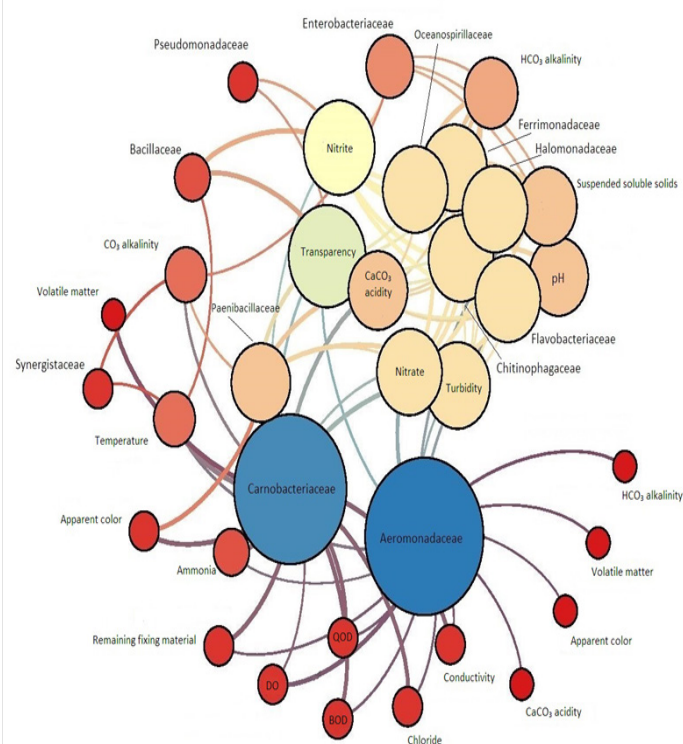 Enterobacteriaceae
Oceanospirillaceae
Pseudomonadaceae
HCO₃ alkalinity
Ferrimonadaceae
Nitrite
Bacillaceae
Halomonadaceae
Suspended soluble solids
CO₃ alkalinity
Transparency
CaCO₃
acidity
pH
Volatile matter
Paenibacillaceae
Flavobacteriaceae
Synergistaceae
Chitinophagaceae
Nitrate
Turbidity
Temperature
Carnobacteriaceae
HCO₃ alkalinity
Apparent color
Aeromonadaceae
Ammonia
Volatile matter
Remaining fixing material
QOD
Apparent color
Conductivity
DO
CaCO₃ acidity
BOD
Chloride